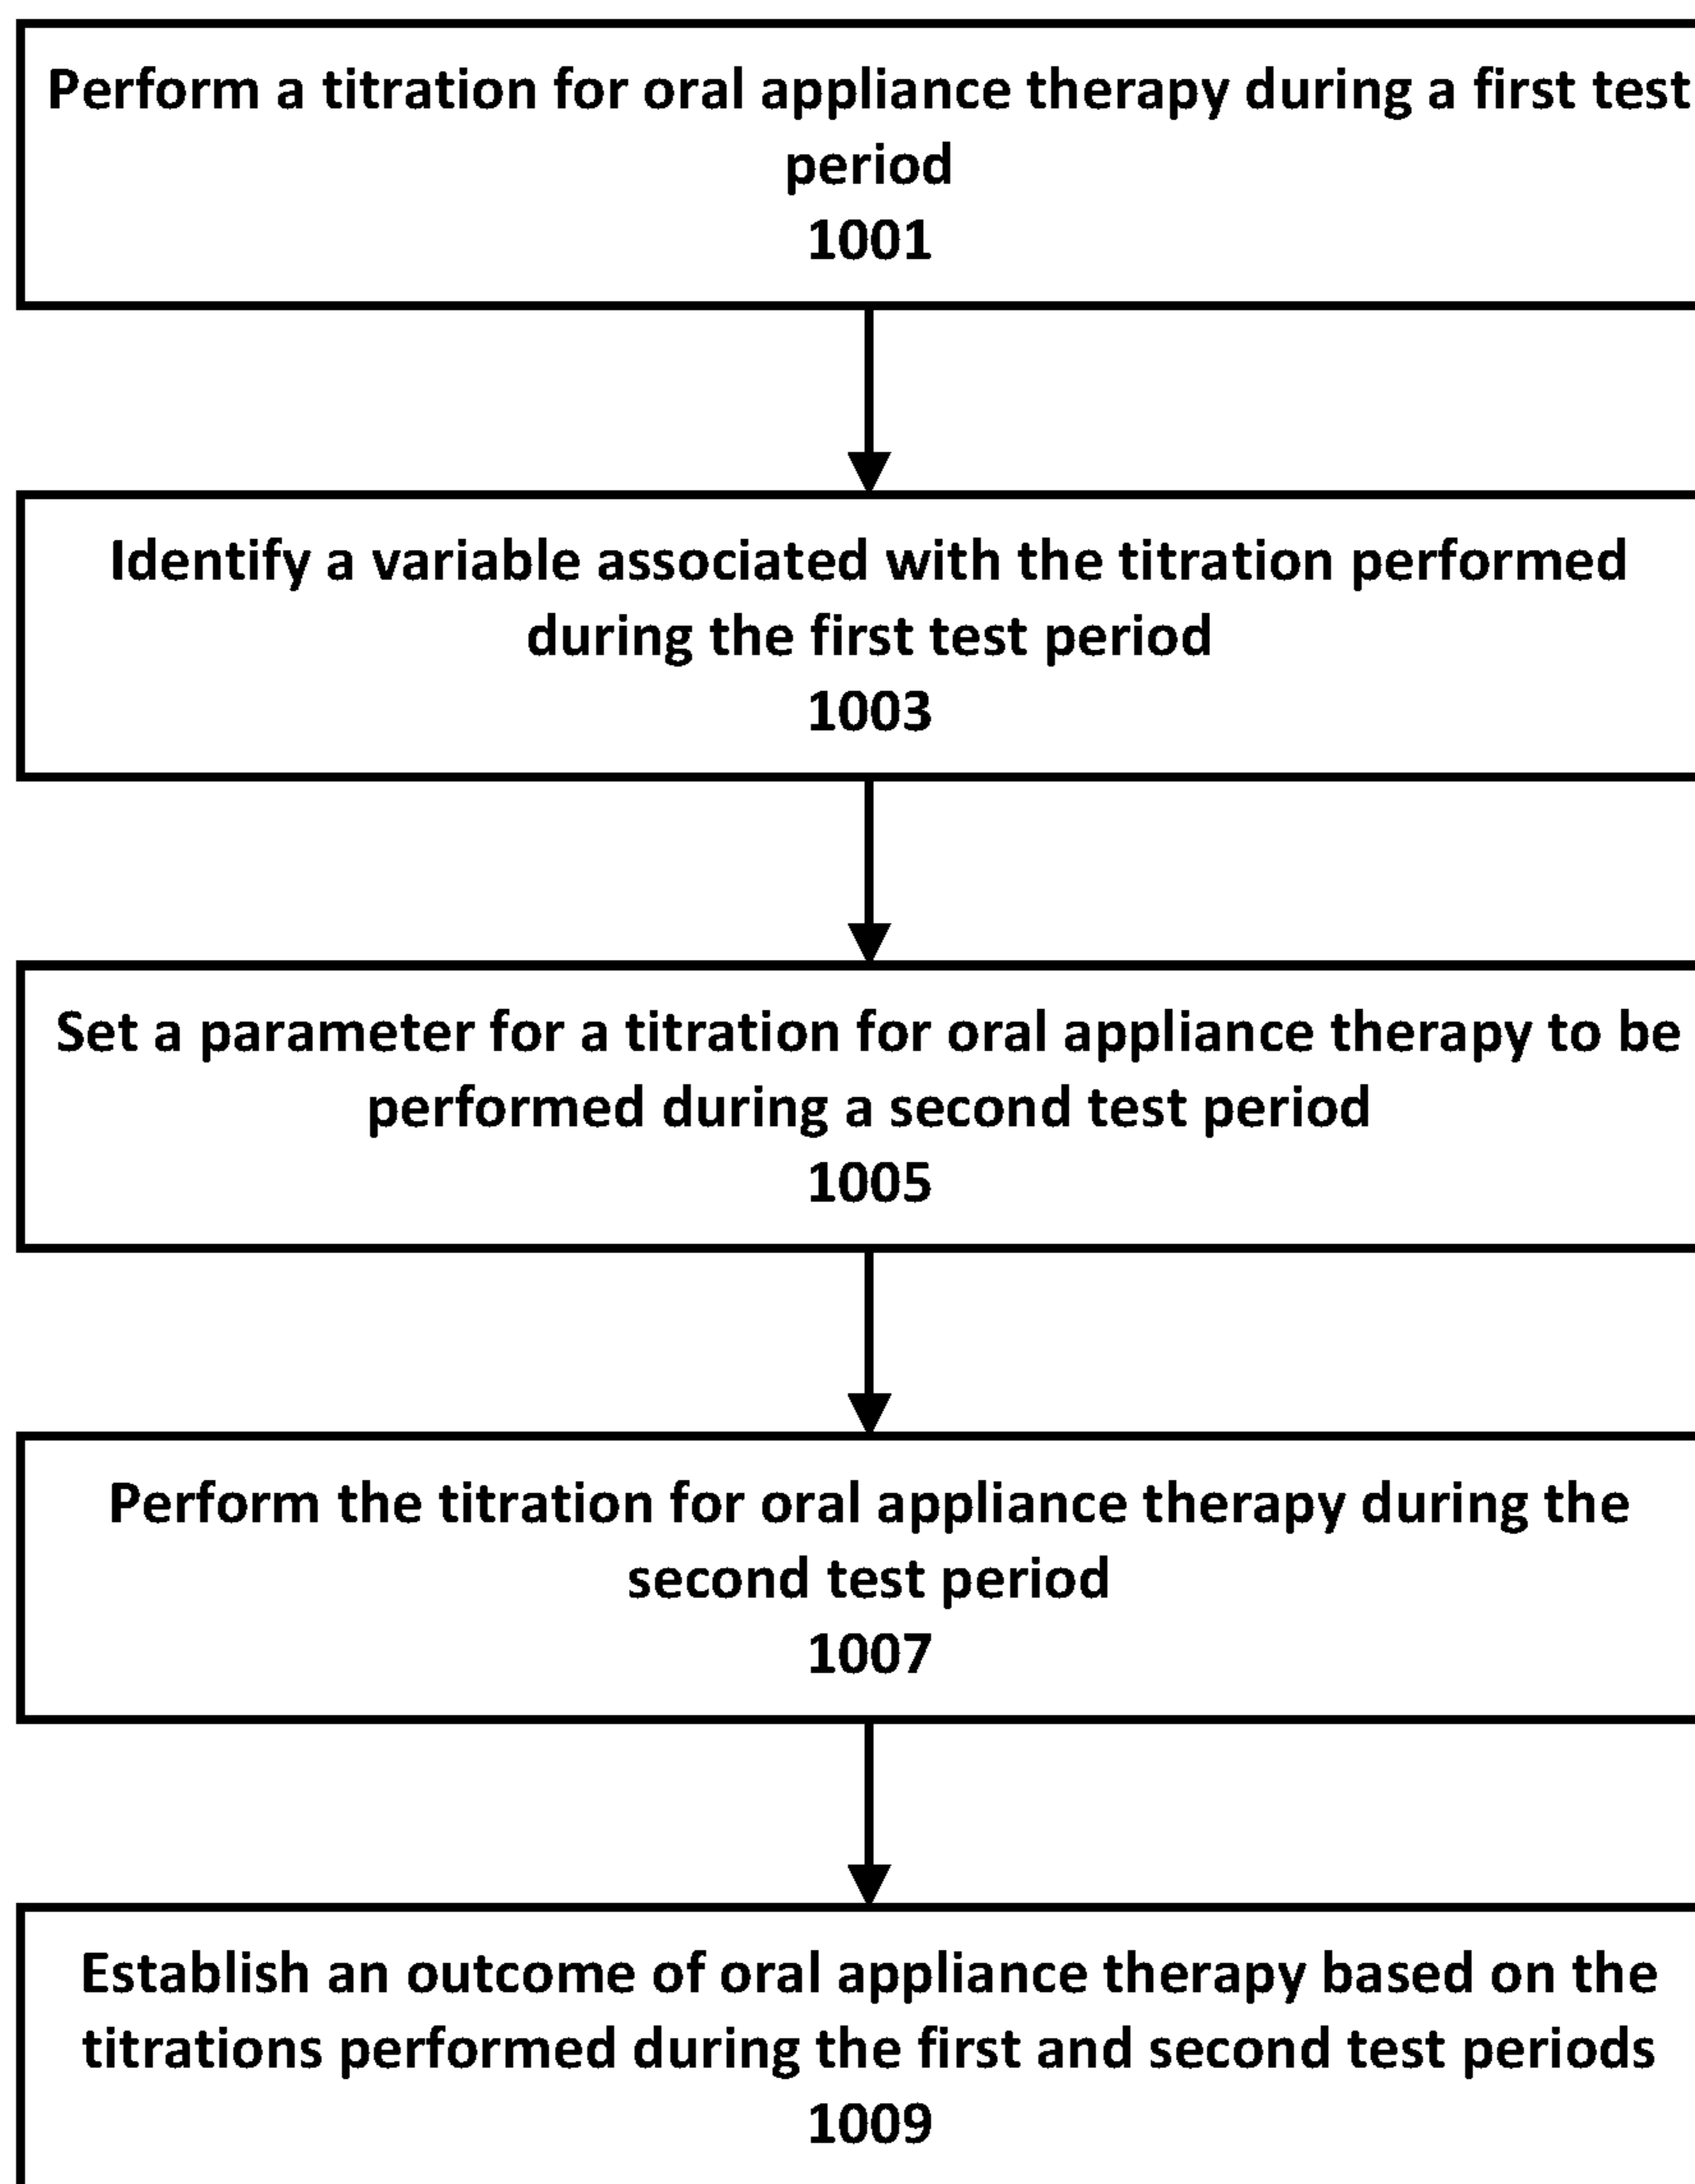 Perform a titration for oral appliance therapy during a first test
period
1001
Identify a variable associated with the titration performed
during the first test period
1003
Set a parameter for a titration for oral appliance therapy to be
performed during a second test period
1005
Perform the titration for oral appliance therapy during the
second test period
1007
Establish an outcome of oral appliance therapy based on the
titrations performed during the first and second test periods
1009